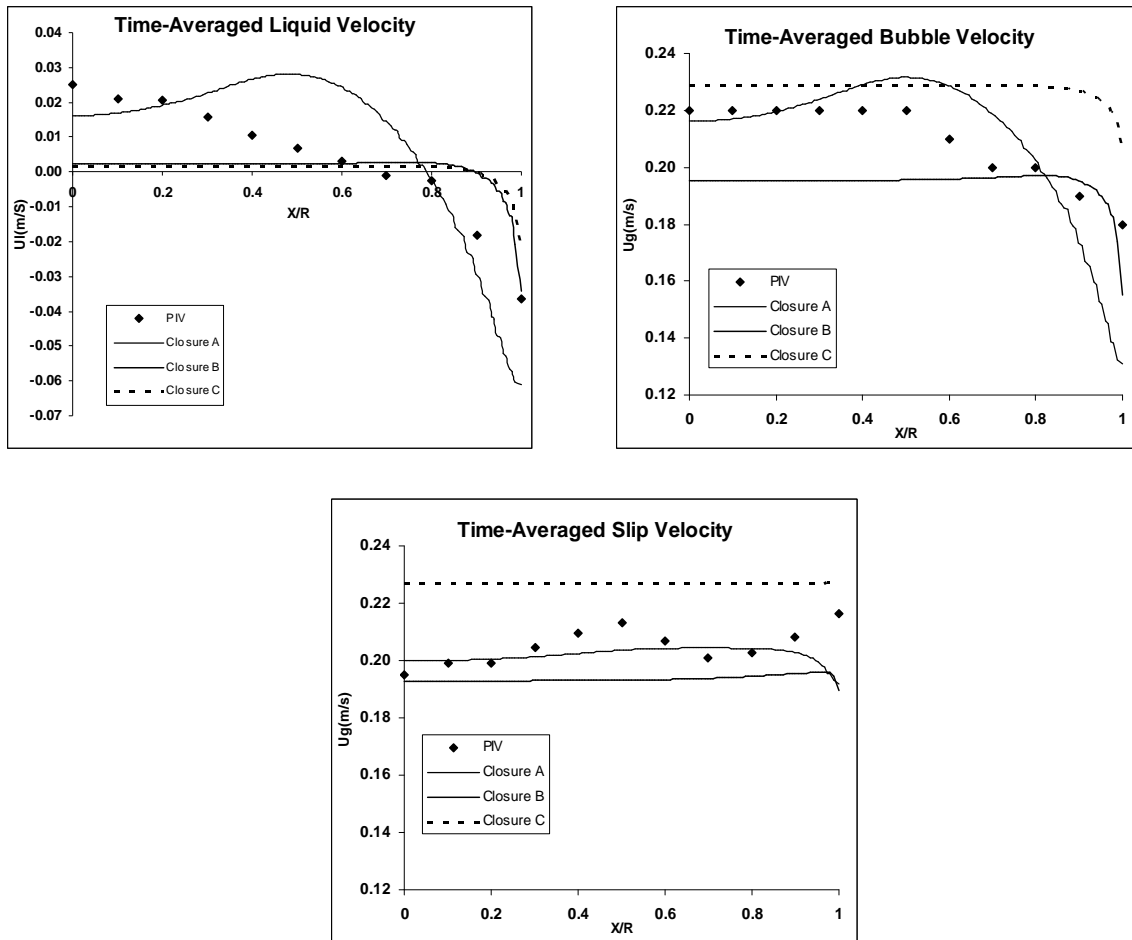 Time-Averaged Liquid Velocity
0.04
0.03
0.02
0.01
0.00
-0.01
-0.02
-0.03
-0.04
-0.05
-0.06
-0.07
Ul(m/S)
0 0.2 0.4 0.6 0.8 1
X/R
PIV
Closure A
Closure B
Closure C
Time-Averaged Bubble Velocity
0.24
0.22
0.20
0.18
0.16
0.14
0.12
Ug(m/s)
0 0.2 0.4 0.6 0.8 1
X/R
PIV
Closure A
Closure B
Closure C
Time-Averaged Slip Velocity
0.24
0.22
0.20
0.18
0.16
0.14
0.12
Ug(m/s)
0 0.2 0.4 0.6 0.8 1
X/R
PIV
Closure A
Closure B
Closure C